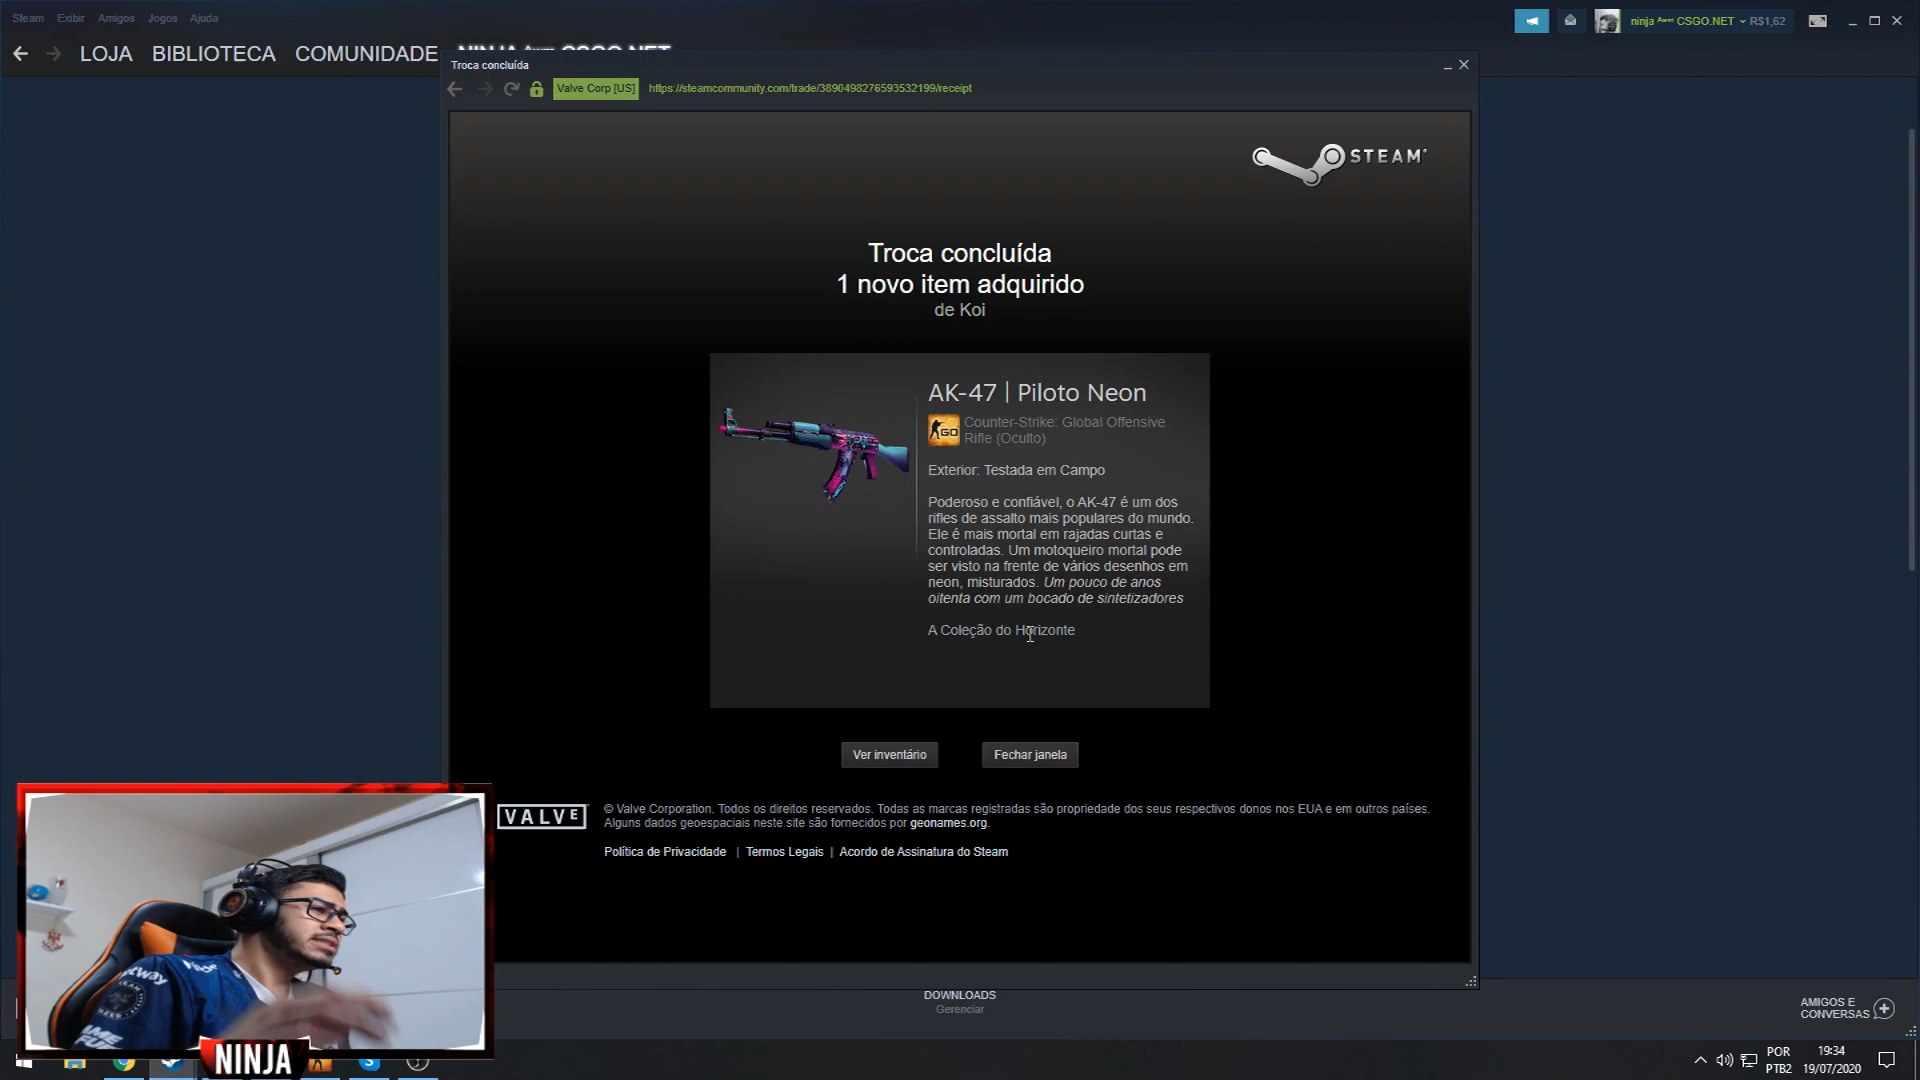 Steam Exibir Amigos Jogos Ajuda
ninja ᴬʷᵐ CSGO.NET R$1,62
LOJA BIBLIOTECA COMUNIDADE NINJA ᴬʷᵐ CSGO.NET
Troca concluída
Valve Corp [US] https://steamcommunity.com/trade/3890498276593532199/receipt
STEAM
Troca concluída
1 novo item adquirido
de Koi
AK-47 | Piloto Neon
GO
Counter-Strike: Global Offensive
Rifle (Oculto)
Exterior: Testada em Campo
Poderoso e confiável, o AK-47 é um dos
rifles de assalto mais populares do mundo.
Ele é mais mortal em rajadas curtas e
controladas. Um motoqueiro mortal pode
ser visto na frente de vários desenhos em
neon, misturados. Um pouco de anos
oitenta com um bocado de sintetizadores
A Coleção do Horizonte
Ver inventário Fechar janela
VALVE
© Valve Corporation. Todos os direitos reservados. Todas as marcas registradas são propriedade dos seus respectivos donos nos EUA e em outros países.
Alguns dados geoespaciais neste site são fornecidos por geonames.org.
Política de Privacidade | Termos Legais | Acordo de Assinatura do Steam
DOWNLOADS
Gerenciar
AMIGOS E
CONVERSAS
NINJA
POR
PTB2
19:34
19/07/2020